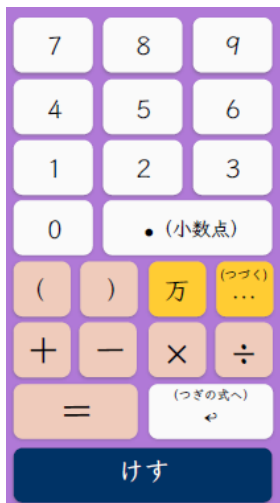 7 8 9
4 5 6
1 2 3
0 .(小数点)
( ) 万 (つづく)
…
+ - × ÷
= (つぎの式へ)
↵
けす